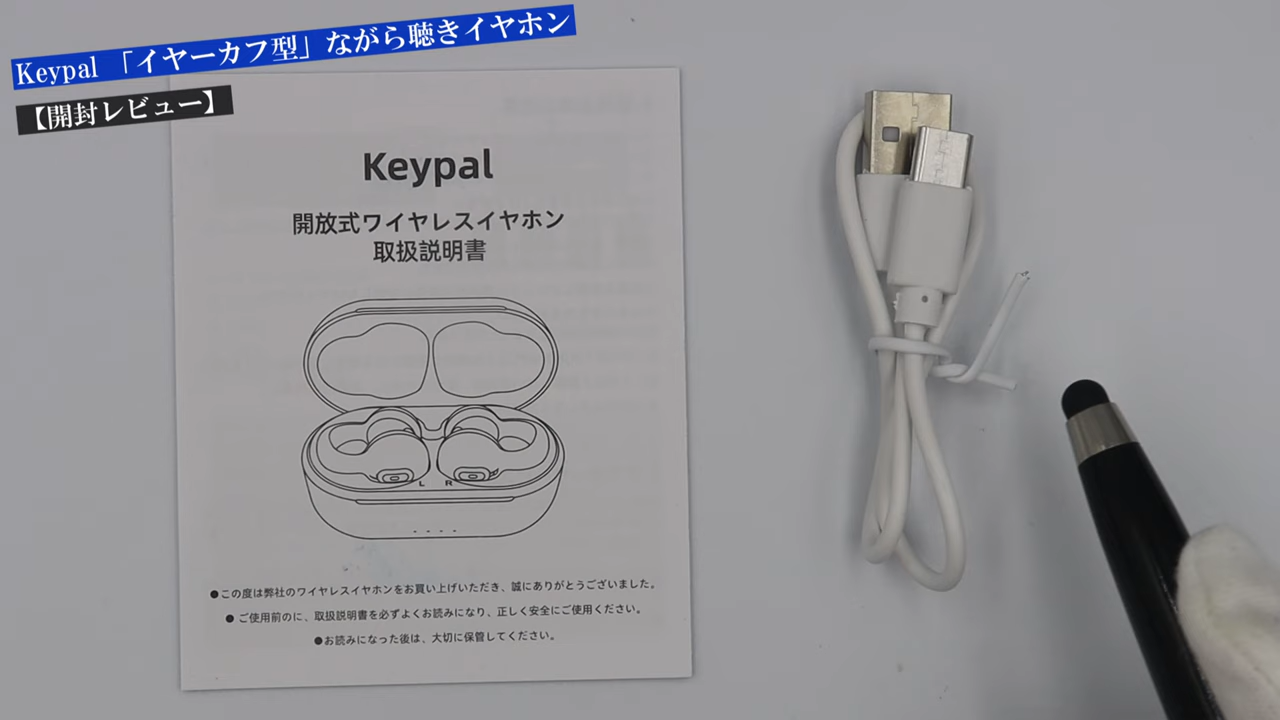 Keypal 「イヤーカフ型」ながら聴きイヤホン
【開封レビュー】
Keypal
開放式ワイヤレスイヤホン
取扱説明書
L R
●この度は弊社のワイヤレスイヤホンをお買い上げいただき、誠にありがとうございました。
●ご使用前のに、取扱説明書を必ずよくお読みになり、正しく安全にご使用ください。
●お読みになった後は、大切に保管してください。